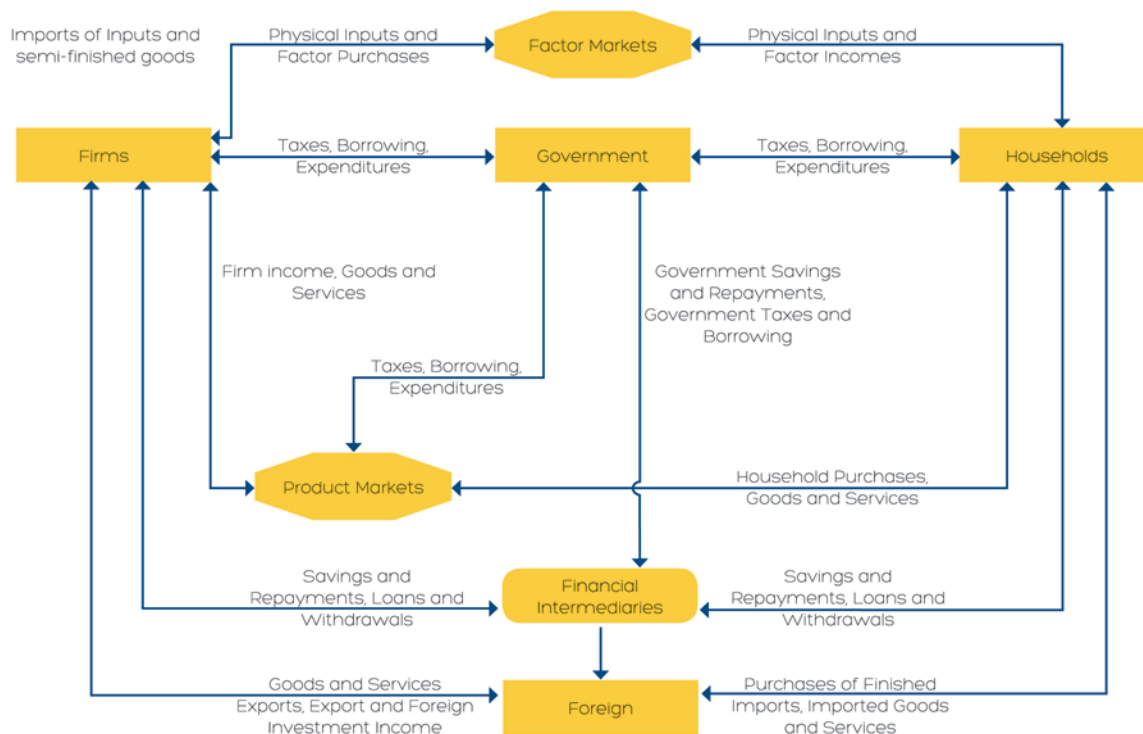 Imports of Inputs and
semi-finished goods
Physical Inputs and
Factor Purchases
Factor Markets
Physical Inputs and
Factor Incomes
Firms
Taxes, Borrowing,
Expenditures
Government
Taxes, Borrowing,
Expenditures
Households
Firm income, Goods and
Services
Government Savings
and Repayments,
Government Taxes and
Borrowing
Taxes, Borrowing,
Expenditures
Product Markets
Household Purchases,
Goods and Services
Savings and
Repayments, Loans and
Withdrawals
Financial
Intermediaries
Savings and
Repayments, Loans and
Withdrawals
Goods and Services
Exports, Export and Foreign
Investment Income
Foreign
Purchases of Finished
Imports, Imported Goods
and Services